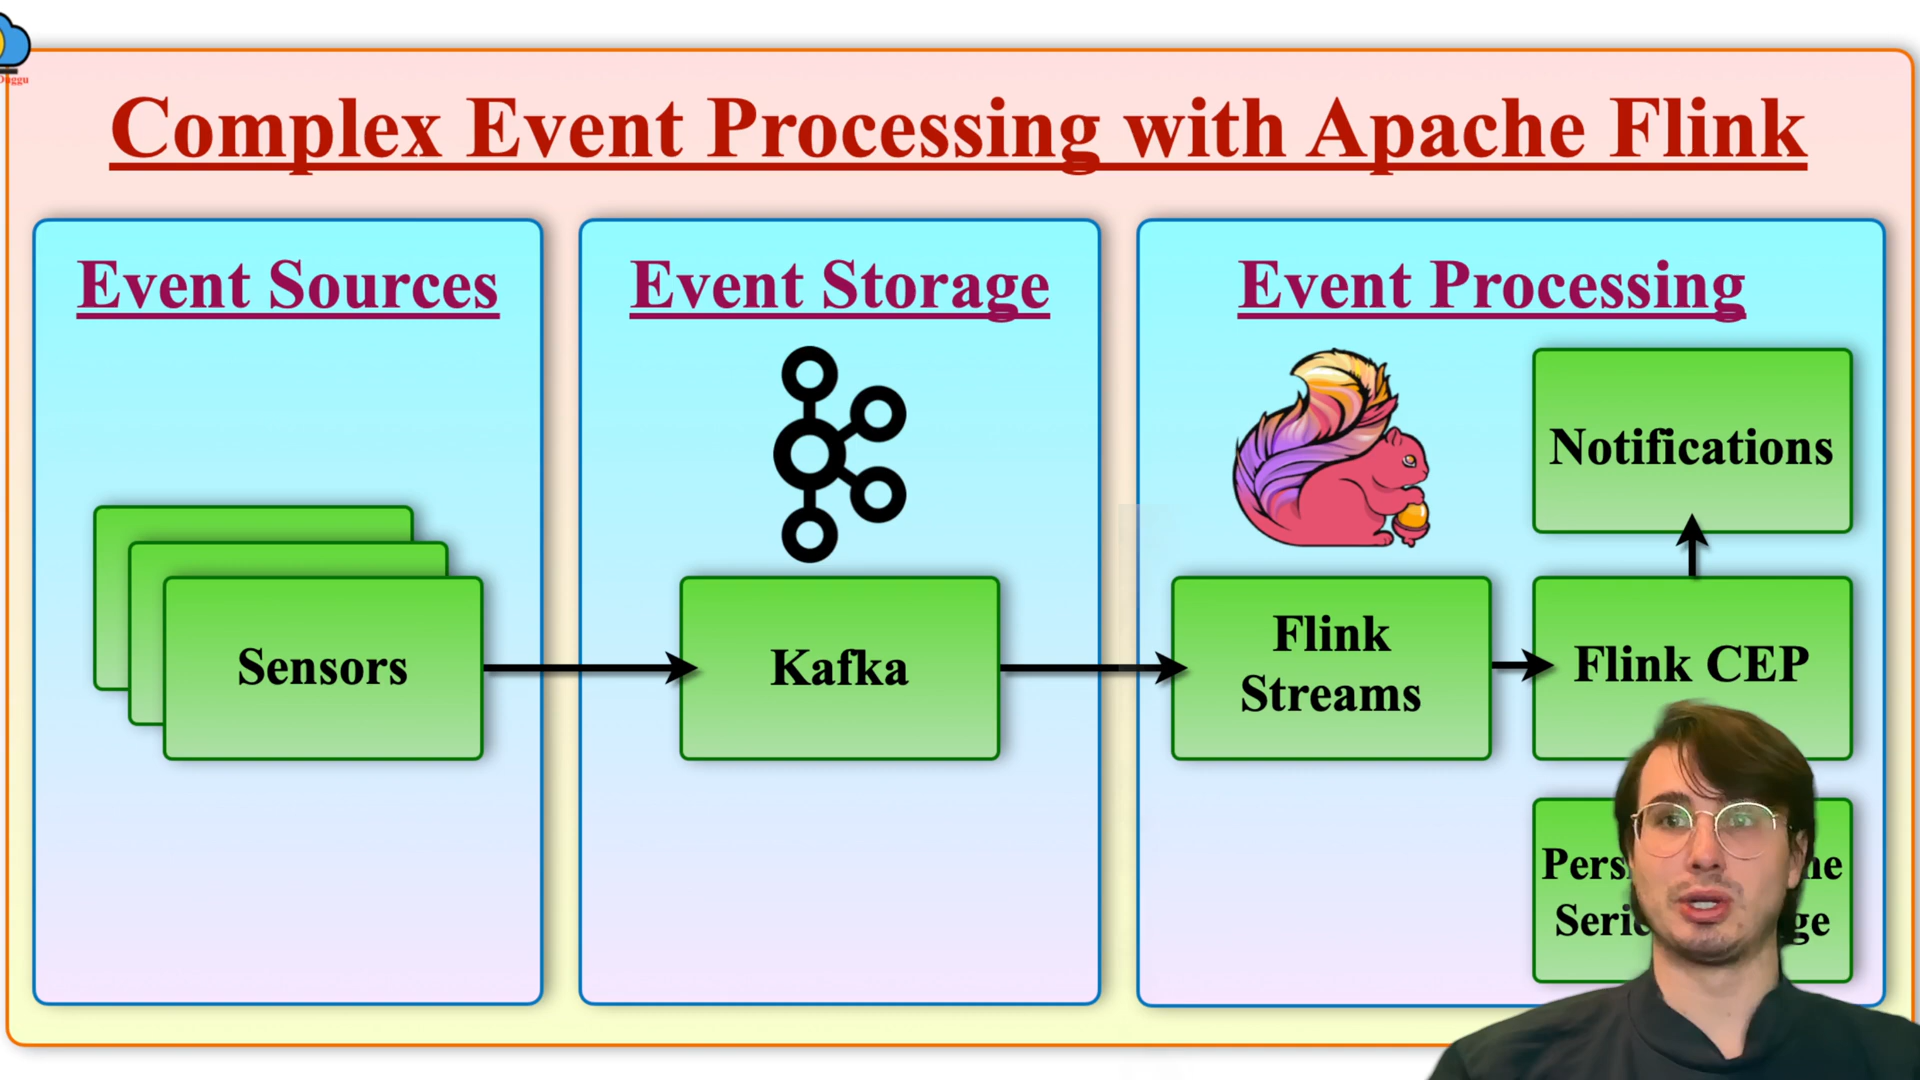 Complex Event Processing with Apache Flink
Event Sources
Event Storage
Event Processing
Notifications
Sensors
Kafka
Flink
Streams
Flink CEP